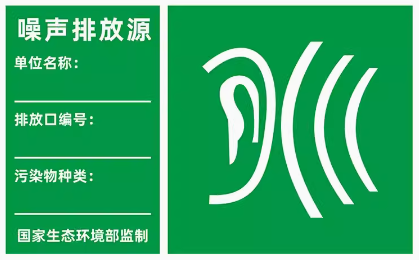 噪声排放源
单位名称：
排放口编号：
污染物种类：
国家生态环境部监制